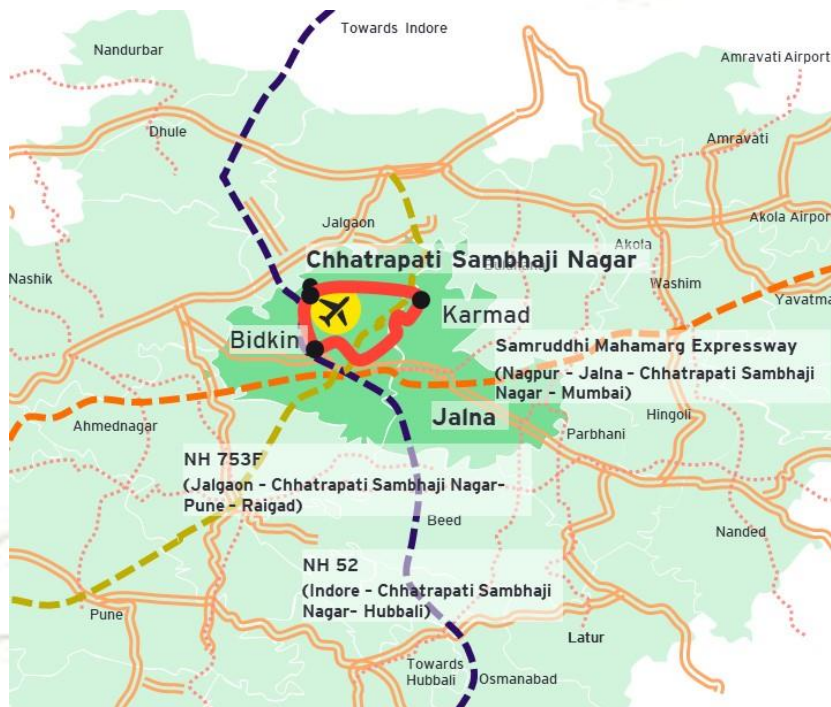 Towards Indore
Nandurbar
Amravati Airport
Dhule
Amravati
Jalgaon
Akola Airport
Akola
Chhatrapati Sambhaji Nagar
Buldhana
Nashik
Washim
Yavatma
Karmad
Bidkin
Samruddhi Mahamarg Expressway
(Nagpur – Jalna – Chhatrapati Sambhaji
Nagar – Mumbai)
Jalna
Hingoli
Ahmednagar
Parbhani
NH 753F
(Jalgaon – Chhatrapati Sambhaji Nagar–
Pune – Raigad)
Beed
Nanded
NH 52
(Indore – Chhatrapati Sambhaji
Nagar– Hubbali)
Pune
Latur
Towards
Hubbali
Osmanabad